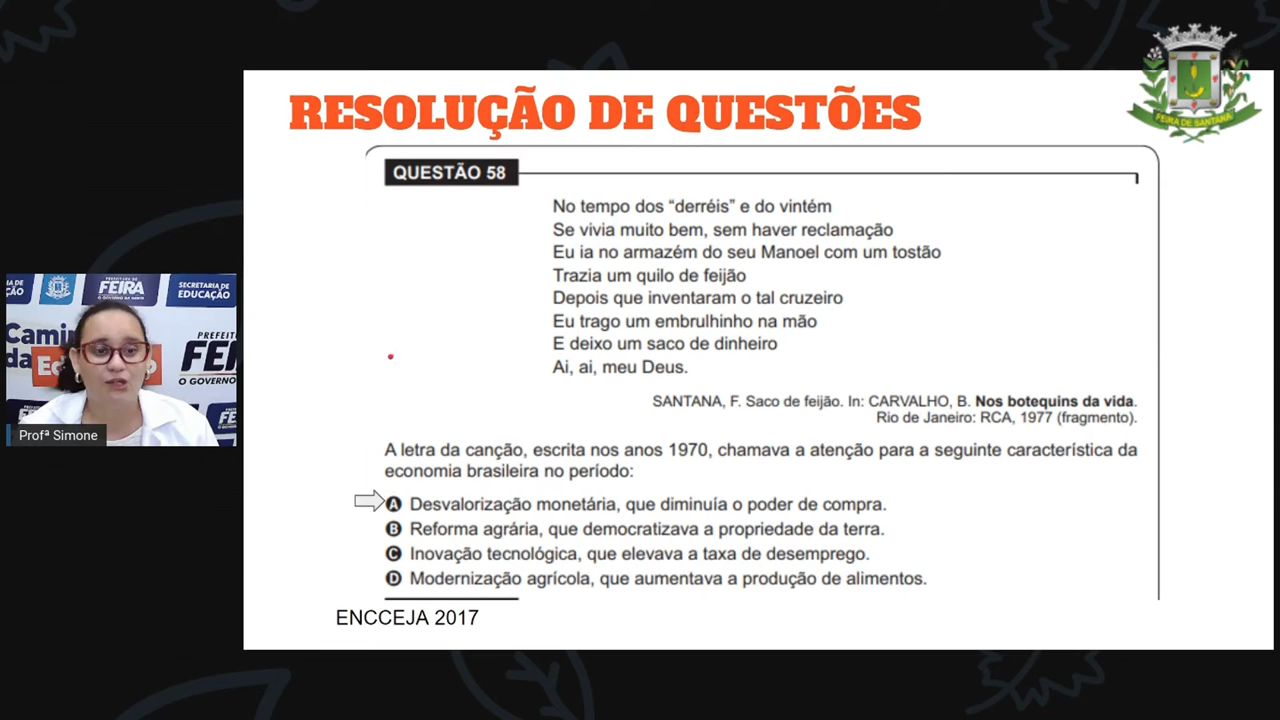 RESOLUÇÃO DE QUESTÕES
FEIRA DE SANTANA
QUESTÃO 58
No tempo dos “derréis” e do vintém
Se vivia muito bem, sem haver reclamação
Eu ia no armazém do seu Manoel com um tostão
Trazia um quilo de feijão
Depois que inventaram o tal cruzeiro
Eu trago um embrulhinho na mão
E deixo um saco de dinheiro
Ai, ai, meu Deus.
SANTANA, F. Saco de feijão. In: CARVALHO, B. Nos botequins da vida.
Rio de Janeiro: RCA, 1977 (fragmento).
A letra da canção, escrita nos anos 1970, chamava a atenção para a seguinte característica da
economia brasileira no período:
A Desvalorização monetária, que diminuía o poder de compra.
B Reforma agrária, que democratizava a propriedade da terra.
C Inovação tecnológica, que elevava a taxa de desemprego.
D Modernização agrícola, que aumentava a produção de alimentos.
ENCCEJA 2017
PREFEITURA DE
FEIRA
SECRETARIA DE
EDUCAÇÃO
O GOVERNO
Profª Simone